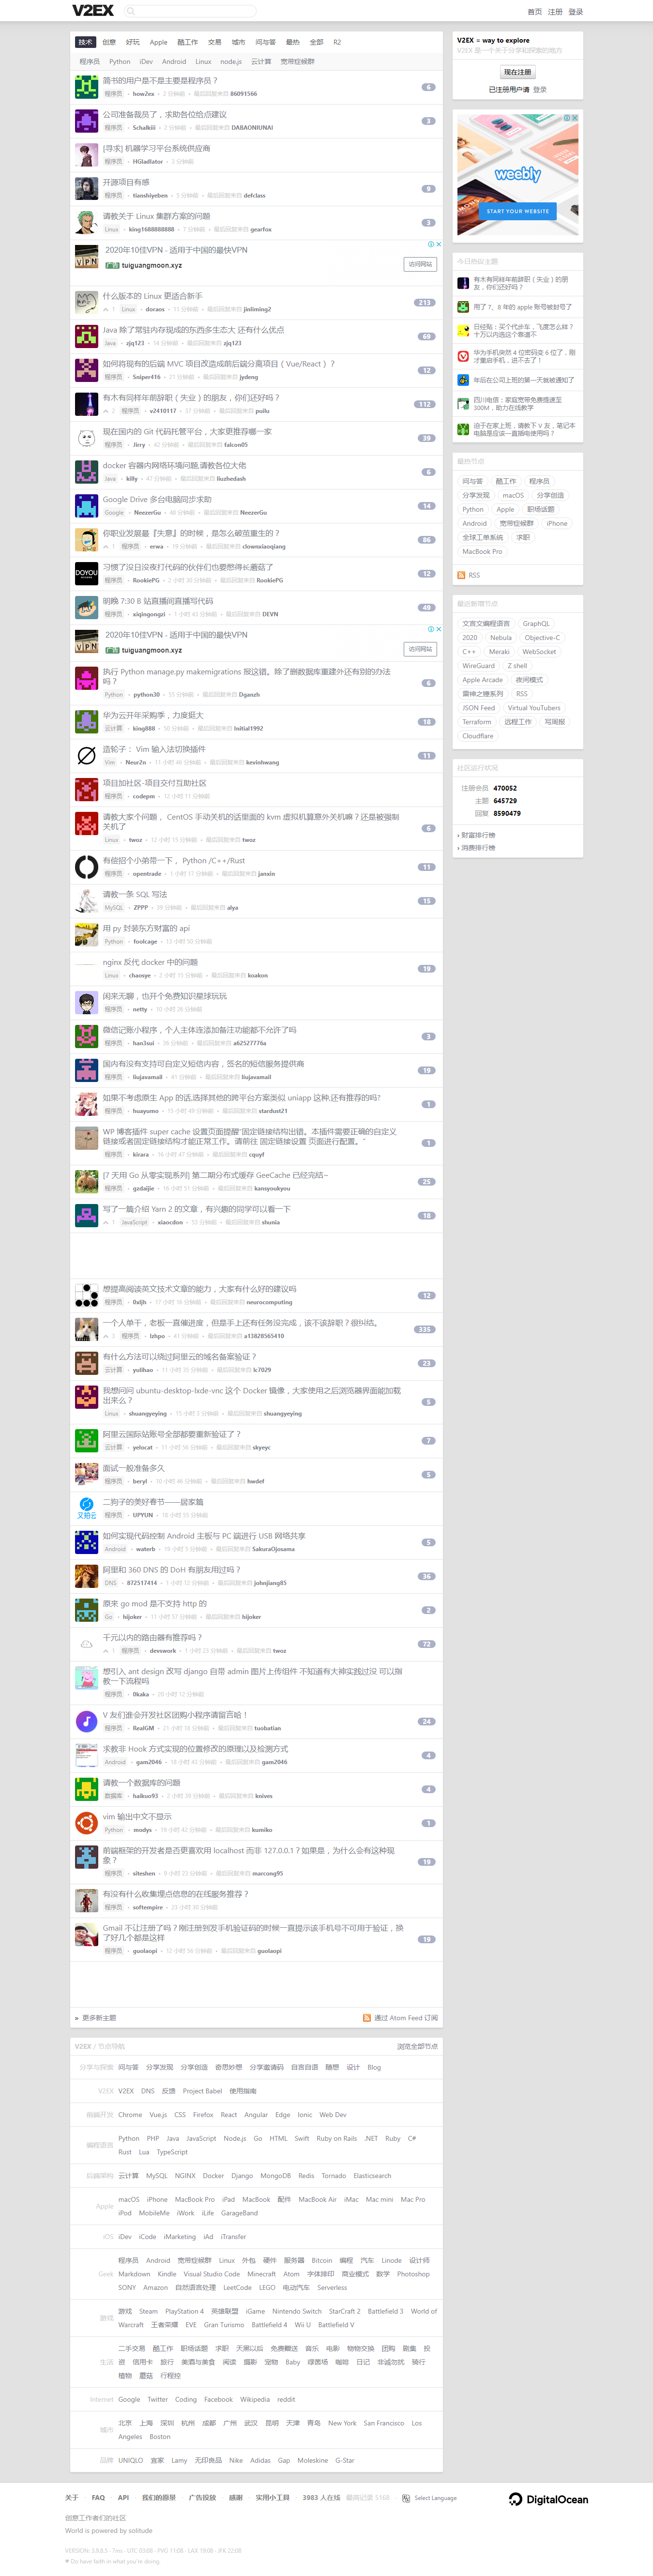 V2EX
首页 注册 登录
技术 创意 好玩 Apple 酷工作 交易 城市 问与答 最热 全部 R2
程序员 Python iDev Android Linux node.js 云计算 宽带症候群
简书的用户是不是主要是程序员？
程序员 • how2ex • 2 分钟前 • 最后回复来自 86091566
6
公司准备裁员了，求助各位给点建议
程序员 • Schalkiii • 2 分钟前 • 最后回复来自 DABAONIUNAI
3
[寻求] 机器学习平台系统供应商
程序员 • HGladIator • 3 分钟前
开源项目有感
程序员 • tianshiyeben • 3 分钟前 • 最后回复来自 defclass
9
请教关于 Linux 集群方案的问题
Linux • king1688888888 • 1 分钟前 • 最后回复来自 gearfox
3
2020年10佳VPN - 适用于中国的最快VPN
广告 tuiguangmoon.xyz
访问网站
什么版本的 Linux 更适合新手
1 Linux • doraos • 11 分钟前 • 最后回复来自 jinliming2
213
Java 除了常驻内存现成的东西多生态大 还有什么优点
Java • zjq123 • 14 分钟前 • 最后回复来自 zjq123
69
如何将现有的后端 MVC 项目改造成前后端分离项目（Vue/React）？
程序员 • Sniper416 • 21 分钟前 • 最后回复来自 jydeng
12
有木有同样年前辞职（失业）的朋友，你们还好吗？
2 程序员 • v2410117 • 37 分钟前 • 最后回复来自 puilu
112
现在国内的 Git 代码托管平台，大家更推荐哪一家
程序员 • Jirry • 42 分钟前 • 最后回复来自 falcon05
39
docker 容器内网络环境问题,请教各位大佬
Java • killy • 47 分钟前 • 最后回复来自 liuzhedash
6
Google Drive 多台电脑同步求助
Google • NeezerGu • 48 分钟前 • 最后回复来自 NeezerGu
14
你职业发展最『失意』的时候，是怎么破茧重生的？
1 程序员 • erwa • 19 分钟前 • 最后回复来自 clownxiaoqiang
86
习惯了没日没夜打代码的伙伴们也要憋得长蘑菇了
程序员 • RookiePG • 2 小时 30 分钟前 • 最后回复来自 RookiePG
12
明晚 7:30 B 站直播间直播写代码
程序员 • xiqingongzi • 1 小时 43 分钟前 • 最后回复来自 DEVN
49
2020年10佳VPN - 适用于中国的最快VPN
广告 tuiguangmoon.xyz
访问网站
执行 Python manage.py makemigrations 报这错。除了删数据库重建外还有别的办法
吗？
Python • python30 • 55 分钟前 • 最后回复来自 Dganzh
6
华为云开年采购季，力度挺大
云计算 • king888 • 50 分钟前 • 最后回复来自 Initial1992
18
造轮子： Vim 输入法切换插件
Vim • Neur2n • 11 小时 46 分钟前 • 最后回复来自 kevinhwang
11
项目加社区-项目交付互助社区
程序员 • codepm • 12 小时 11 分钟前
请教大家个问题， CentOS 手动关机的话里面的 kvm 虚拟机算意外关机嘛？还是被强制
关机了
Linux • twoz • 12 小时 15 分钟前 • 最后回复来自 twoz
6
有偿招个小弟带一下， Python /C++/Rust
程序员 • opentrade • 1 小时 17 分钟前 • 最后回复来自 janxin
11
请教一条 SQL 写法
MySQL • ZPPP • 39 分钟前 • 最后回复来自 alya
15
用 py 封装东方财富的 api
Python • foolcage • 13 小时 50 分钟前
nginx 反代 docker 中的问题
Linux • chaosye • 2 小时 15 分钟前 • 最后回复来自 koakon
19
闲来无聊，也开个免费知识星球玩玩
程序员 • netty • 10 小时 26 分钟前
微信记账小程序，个人主体连添加备注功能都不允许了吗
程序员 • han3sui • 36 分钟前 • 最后回复来自 a62527776a
3
国内有没有支持可自定义短信内容，签名的短信服务提供商
程序员 • liujavamail • 41 分钟前 • 最后回复来自 liujavamail
19
如果不考虑原生 App 的话,选择其他的跨平台方案类似 uniapp 这种,还有推荐的吗?
程序员 • huayumo • 15 小时 49 分钟前 • 最后回复来自 stardust21
1
WP 博客插件 super cache 设置页面提醒“固定链接结构出错。本插件需要正确的自定义
链接或者固定链接结构才能正常工作。请前往 固定链接设置 页面进行配置。”
程序员 • kirara • 16 小时 47 分钟前 • 最后回复来自 cquyf
1
[7 天用 Go 从零实现系列] 第二期分布式缓存 GeeCache 已经完结~
程序员 • gzdaijie • 16 小时 51 分钟前 • 最后回复来自 kansyoukyou
25
写了一篇介绍 Yarn 2 的文章，有兴趣的同学可以看一下
1 JavaScript • xiaocdon • 53 分钟前 • 最后回复来自 shunia
18
想提高阅读英文技术文章的能力，大家有什么好的建议吗
程序员 • 0xljh • 17 小时 16 分钟前 • 最后回复来自 neurocomputing
12
一个人单干，老板一直催进度，但是手上还有任务没完成，该不该辞职？很纠结。
3 程序员 • lzhpo • 41 分钟前 • 最后回复来自 a13828565410
335
有什么方法可以绕过阿里云的域名备案验证？
云计算 • yulihao • 11 小时 35 分钟前 • 最后回复来自 lc7029
23
我想问问 ubuntu-desktop-lxde-vnc 这个 Docker 镜像，大家使用之后浏览器界面能加载
出来么？
Linux • shuangyeying • 15 小时 5 分钟前 • 最后回复来自 shuangyeying
5
阿里云国际站账号全部都要重新验证了？
云计算 • yelocat • 11 小时 56 分钟前 • 最后回复来自 skyeyc
7
面试一般准备多久
程序员 • beryl • 10 小时 46 分钟前 • 最后回复来自 hwdef
5
二狗子的美好春节——居家篇
程序员 • UPYUN • 18 小时 55 分钟前
如何实现代码控制 Android 主板与 PC 端进行 USB 网络共享
Android • waterb • 19 小时 5 分钟前 • 最后回复来自 SakuraOjosama
5
阿里和 360 DNS 的 DoH 有朋友用过吗？
DNS • 872517414 • 1 小时 12 分钟前 • 最后回复来自 johnjiang85
36
原来 go mod 是不支持 http 的
Go • hijoker • 11 小时 57 分钟前 • 最后回复来自 hijoker
2
千元以内的路由器有推荐吗？
1 程序员 • devswork • 1 小时 23 分钟前 • 最后回复来自 twoz
72
想引入 ant design 改写 django 自带 admin 图片上传组件 不知道有大神实践过没 可以指
教一下流程吗
程序员 • 0kaka • 20 小时 12 分钟前
V 友们谁会开发社区团购小程序请留言哈！
程序员 • RealGM • 21 小时 18 分钟前 • 最后回复来自 tuobatian
24
求教非 Hook 方式实现的位置修改的原理以及检测方式
Android • gam2046 • 18 小时 43 分钟前 • 最后回复来自 gam2046
4
请教一个数据库的问题
数据库 • haikuo93 • 2 小时 39 分钟前 • 最后回复来自 knives
4
vim 输出中文不显示
Python • modys • 19 小时 42 分钟前 • 最后回复来自 kumiko
1
前端框架的开发者是否更喜欢用 localhost 而非 127.0.0.1？如果是，为什么会有这种现
象？
程序员 • siteshen • 9 小时 23 分钟前 • 最后回复来自 marcong95
19
有没有什么收集埋点信息的在线服务推荐？
程序员 • softempire • 23 小时 30 分钟前
Gmail 不让注册了吗？刚注册到发手机验证码的时候一直提示该手机号不可用于验证，换
了好几个都是这样
程序员 • guolaopi • 13 小时 56 分钟前 • 最后回复来自 guolaopi
19
» 更多新主题
通过 Atom Feed 订阅
V2EX / 节点导航
浏览全部节点
分享与探索 问与答 分享发现 分享创造 奇思妙想 分享邀请码 自言自语 随想 设计 Blog
V2EX V2EX DNS 反馈 Project Babel 使用指南
前端开发 Chrome Vue.js CSS Firefox React Angular Edge Ionic Web Dev
编程语言 Python PHP Java JavaScript Node.js Go HTML Swift Ruby on Rails .NET Ruby C#
Rust Lua TypeScript
后端架构 云计算 MySQL NGINX Docker Django MongoDB Redis Tornado Elasticsearch
Apple macOS iPhone MacBook Pro iPad MacBook 配件 MacBook Air iMac Mac mini Mac Pro
iPod MobileMe iWork iLife GarageBand
iOS iDev iCode iMarketing iAd iTransfer
Geek 程序员 Android 宽带症候群 Linux 外包 硬件 服务器 Bitcoin 编程 汽车 Linode 设计师
Markdown Kindle Visual Studio Code Minecraft Atom 字体排印 商业模式 数学 Photoshop
SONY Amazon 自然语言处理 LeetCode LEGO 电动汽车 Serverless
游戏 游戏 Steam PlayStation 4 英雄联盟 iGame Nintendo Switch StarCraft 2 Battlefield 3 World of
Warcraft 王者荣耀 EVE Gran Turismo Battlefield 4 Wii U Battlefield V
生活 二手交易 酷工作 职场话题 求职 天黑以后 免费赠送 音乐 电影 物物交换 团购 剧集 投
资 信用卡 旅行 美酒与美食 阅读 摄影 宠物 Baby 绿茵场 咖啡 日记 非诚勿扰 骑行
植物 蘑菇 行程控
Internet Google Twitter Coding Facebook Wikipedia reddit
城市 北京 上海 深圳 杭州 成都 广州 武汉 昆明 天津 青岛 New York San Francisco Los
Angeles Boston
品牌 UNIQLO 宜家 Lamy 无印良品 Nike Adidas Gap Moleskine G-Star
V2EX = way to explore
V2EX 是一个关于分享和探索的地方
现在注册
已注册用户请 登录
weebly
START YOUR WEBSITE
今日热议主题
有木有同样年前辞职（失业）的朋
友，你们还好吗？
用了 7、8 年的 apple 账号被封号了
日经贴：买个代步车，飞度怎么样？
十万以内选这个靠谱不
华为手机突然 4 位密码变 6 位了，刚
才重启手机，进不去了！
年后在公司上班的第一天就被通知了
四川电信：家庭宽带免费提速至
300M，助力在线教学
迫于在家上班，请教下 V 友，笔记本
电脑是应该一直插电使用吗？
最热节点
问与答 酷工作 程序员
分享发现 macOS 分享创造
Python Apple 职场话题
Android 宽带症候群 iPhone
全球工单系统 求职
MacBook Pro
RSS
最近新增节点
文言文编程语言 GraphQL
2020 Nebula Objective-C
C++ Meraki WebSocket
WireGuard Z shell
Apple Arcade 夜间模式
雷神之锤系列 RSS
JSON Feed Virtual YouTubers
Terraform 远程工作 写周报
Cloudflare
社区运行状况
注册会员 470052
主题 645729
回复 8590479
› 财富排行榜
› 消费排行榜
关于 · FAQ · API · 我们的愿景 · 广告投放 · 感谢 · 实用小工具 · 3983 人在线 最高记录 5168 · Select Language
DigitalOcean
创意工作者们的社区
World is powered by solitude
VERSION: 3.9.8.5 · 7ms · UTC 03:08 · PVG 11:08 · LAX 19:08 · JFK 22:08
♥ Do have faith in what you're doing.